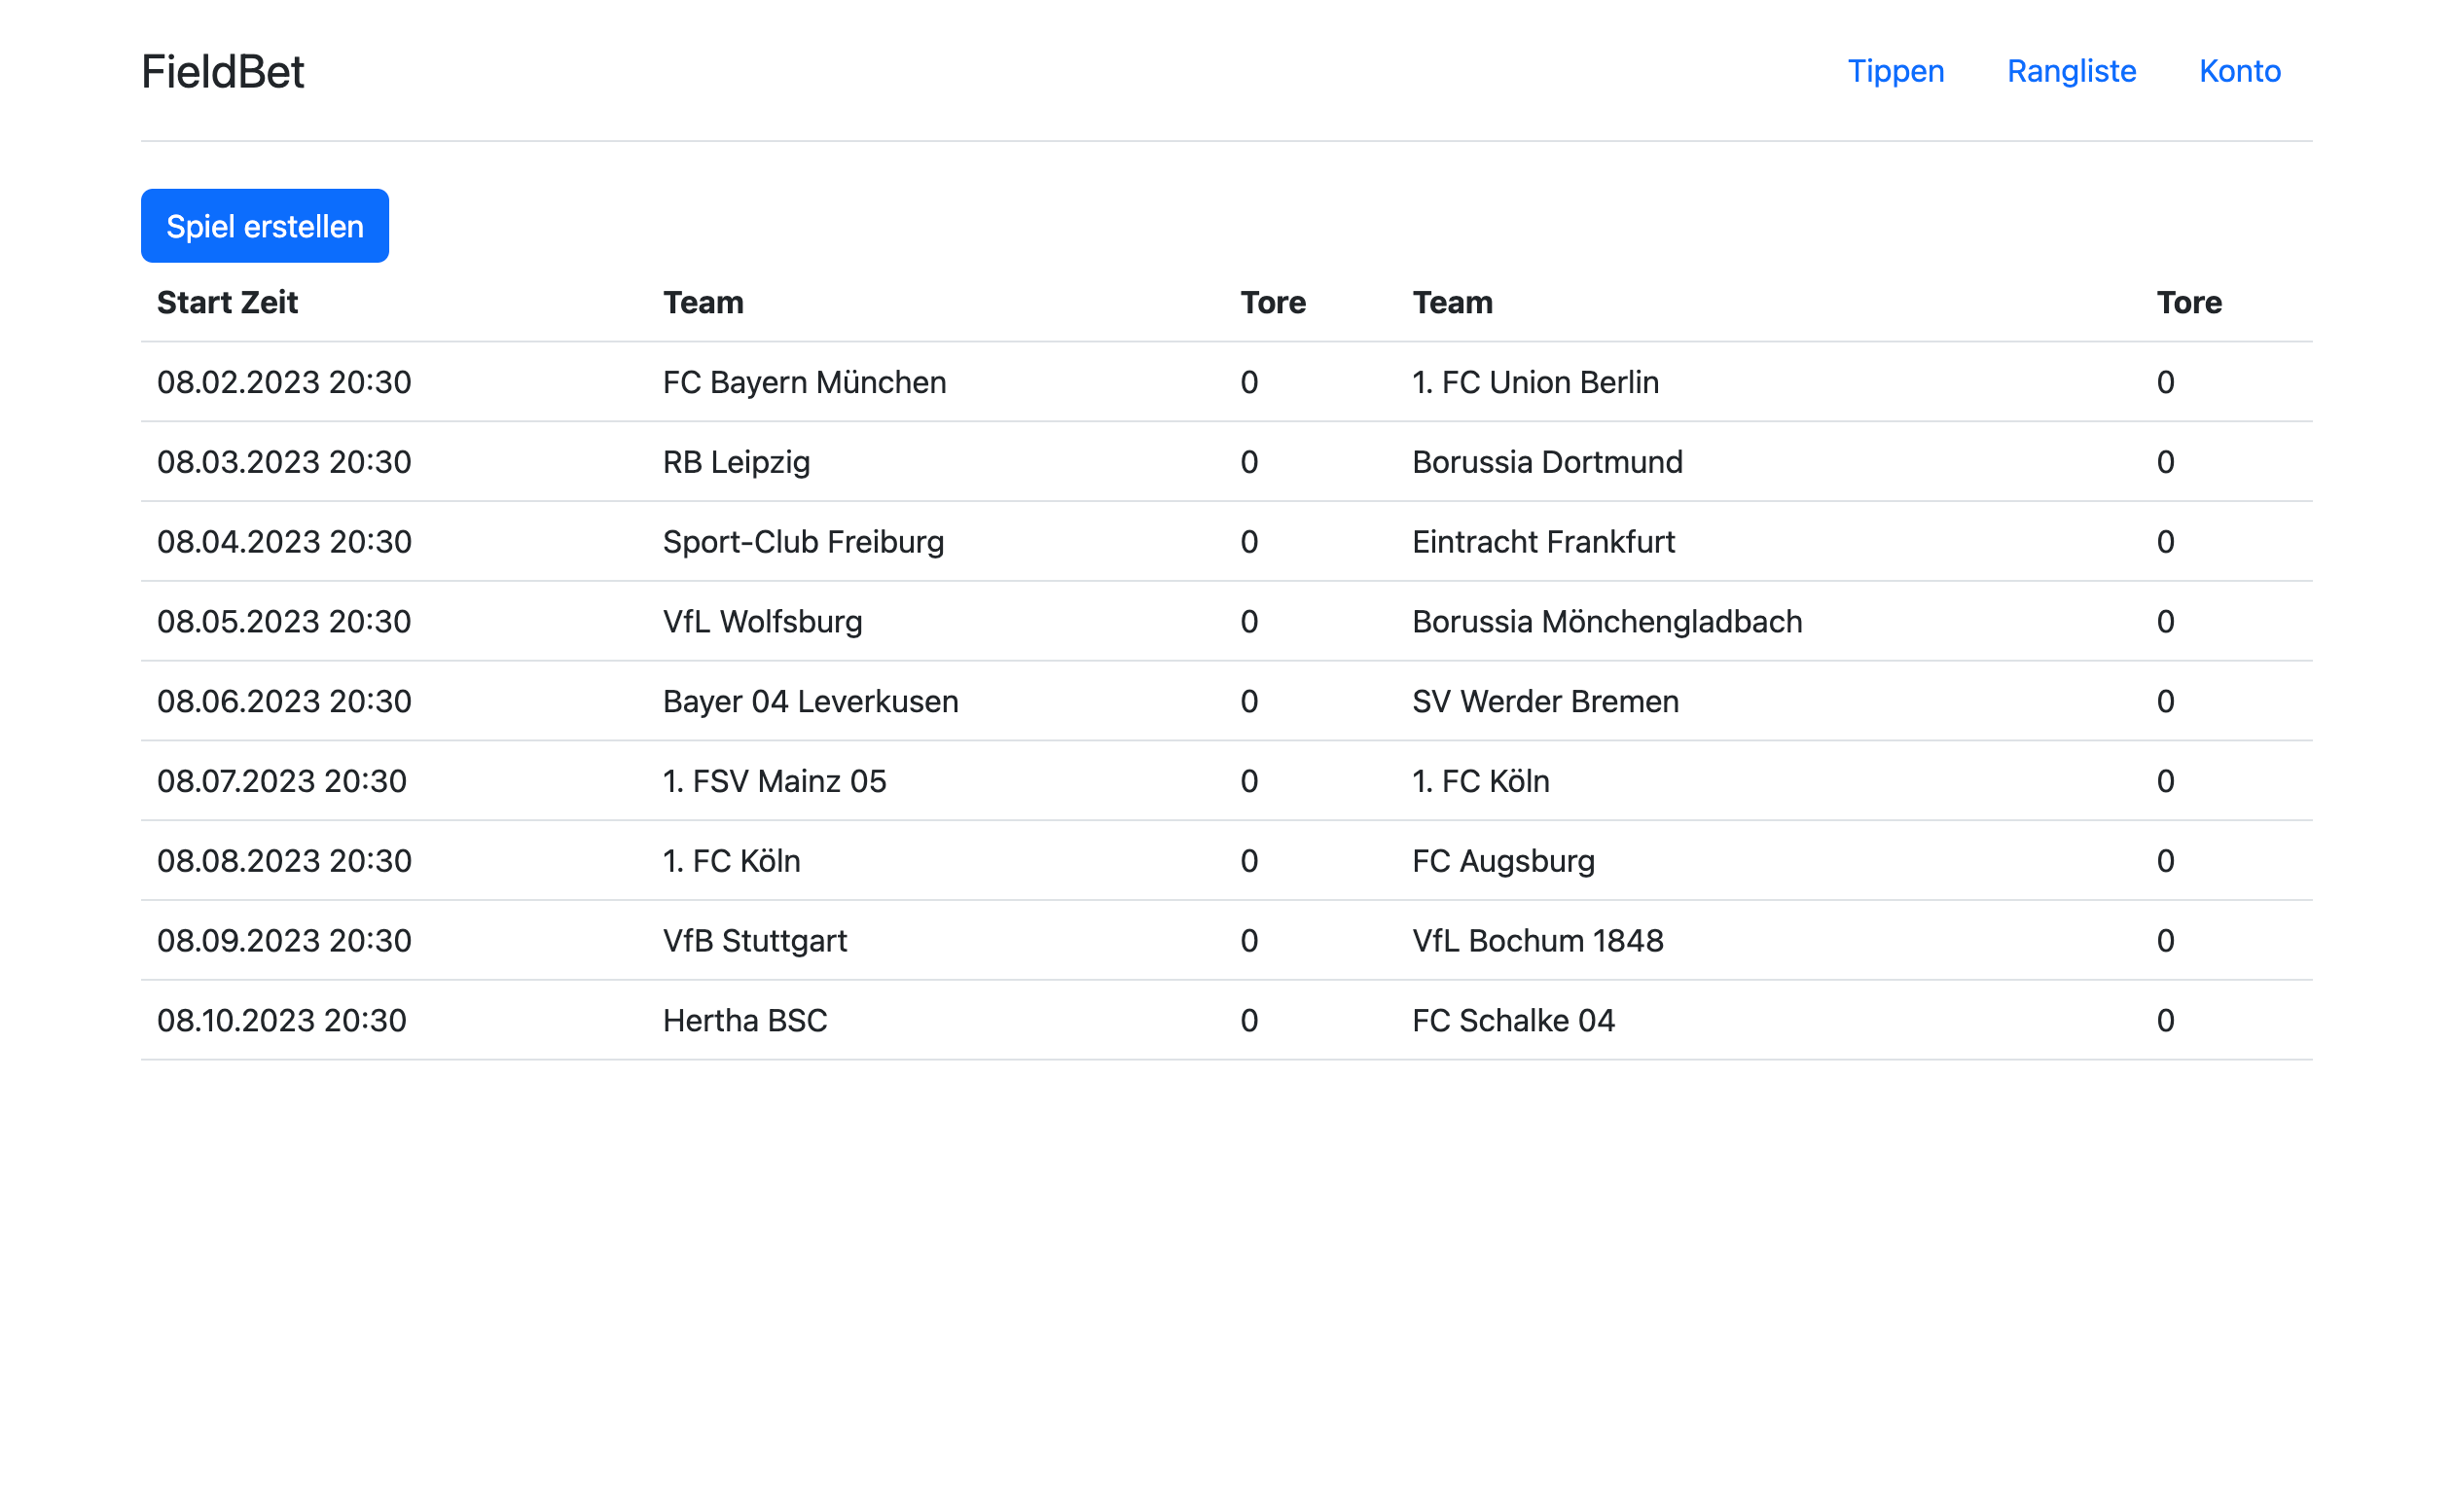 FieldBet Tippen Rangliste Konto
Spiel erstellen
Start Zeit Team Tore Team Tore
08.02.2023 20:30 FC Bayern München 0 1. FC Union Berlin 0
08.03.2023 20:30 RB Leipzig 0 Borussia Dortmund 0
08.04.2023 20:30 Sport-Club Freiburg 0 Eintracht Frankfurt 0
08.05.2023 20:30 VfL Wolfsburg 0 Borussia Mönchengladbach 0
08.06.2023 20:30 Bayer 04 Leverkusen 0 SV Werder Bremen 0
08.07.2023 20:30 1. FSV Mainz 05 0 1. FC Köln 0
08.08.2023 20:30 1. FC Köln 0 FC Augsburg 0
08.09.2023 20:30 VfB Stuttgart 0 VfL Bochum 1848 0
08.10.2023 20:30 Hertha BSC 0 FC Schalke 04 0